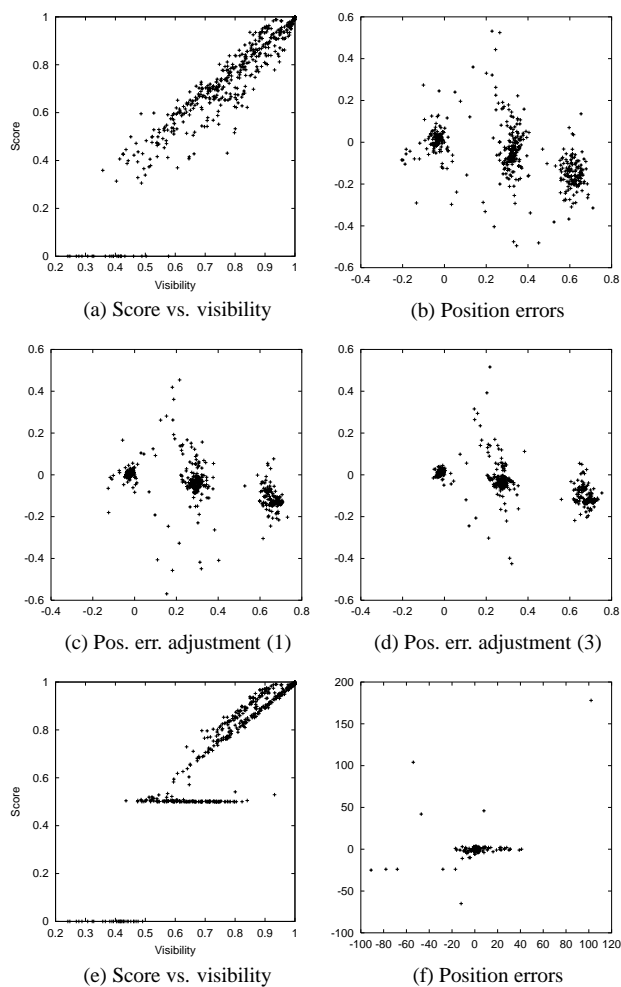 1
0.8
0.6
0.4
0.2
0
Score
0.2 0.3 0.4 0.5 0.6 0.7 0.8 0.9 1
Visibility
(a) Score vs. visibility
0.6
0.4
0.2
0
-0.2
-0.4
-0.6
-0.4 -0.2 0 0.2 0.4 0.6 0.8
(b) Position errors
0.6
0.4
0.2
0
-0.2
-0.4
-0.6
-0.4 -0.2 0 0.2 0.4 0.6 0.8
(c) Pos. err. adjustment (1)
0.6
0.4
0.2
0
-0.2
-0.4
-0.6
-0.4 -0.2 0 0.2 0.4 0.6 0.8
(d) Pos. err. adjustment (3)
1
0.8
0.6
0.4
0.2
0
Score
0.2 0.3 0.4 0.5 0.6 0.7 0.8 0.9 1
Visibility
(e) Score vs. visibility
200
150
100
50
0
-50
-100
-100 -80 -60 -40 -20 0 20 40 60 80 100 120
(f) Position errors